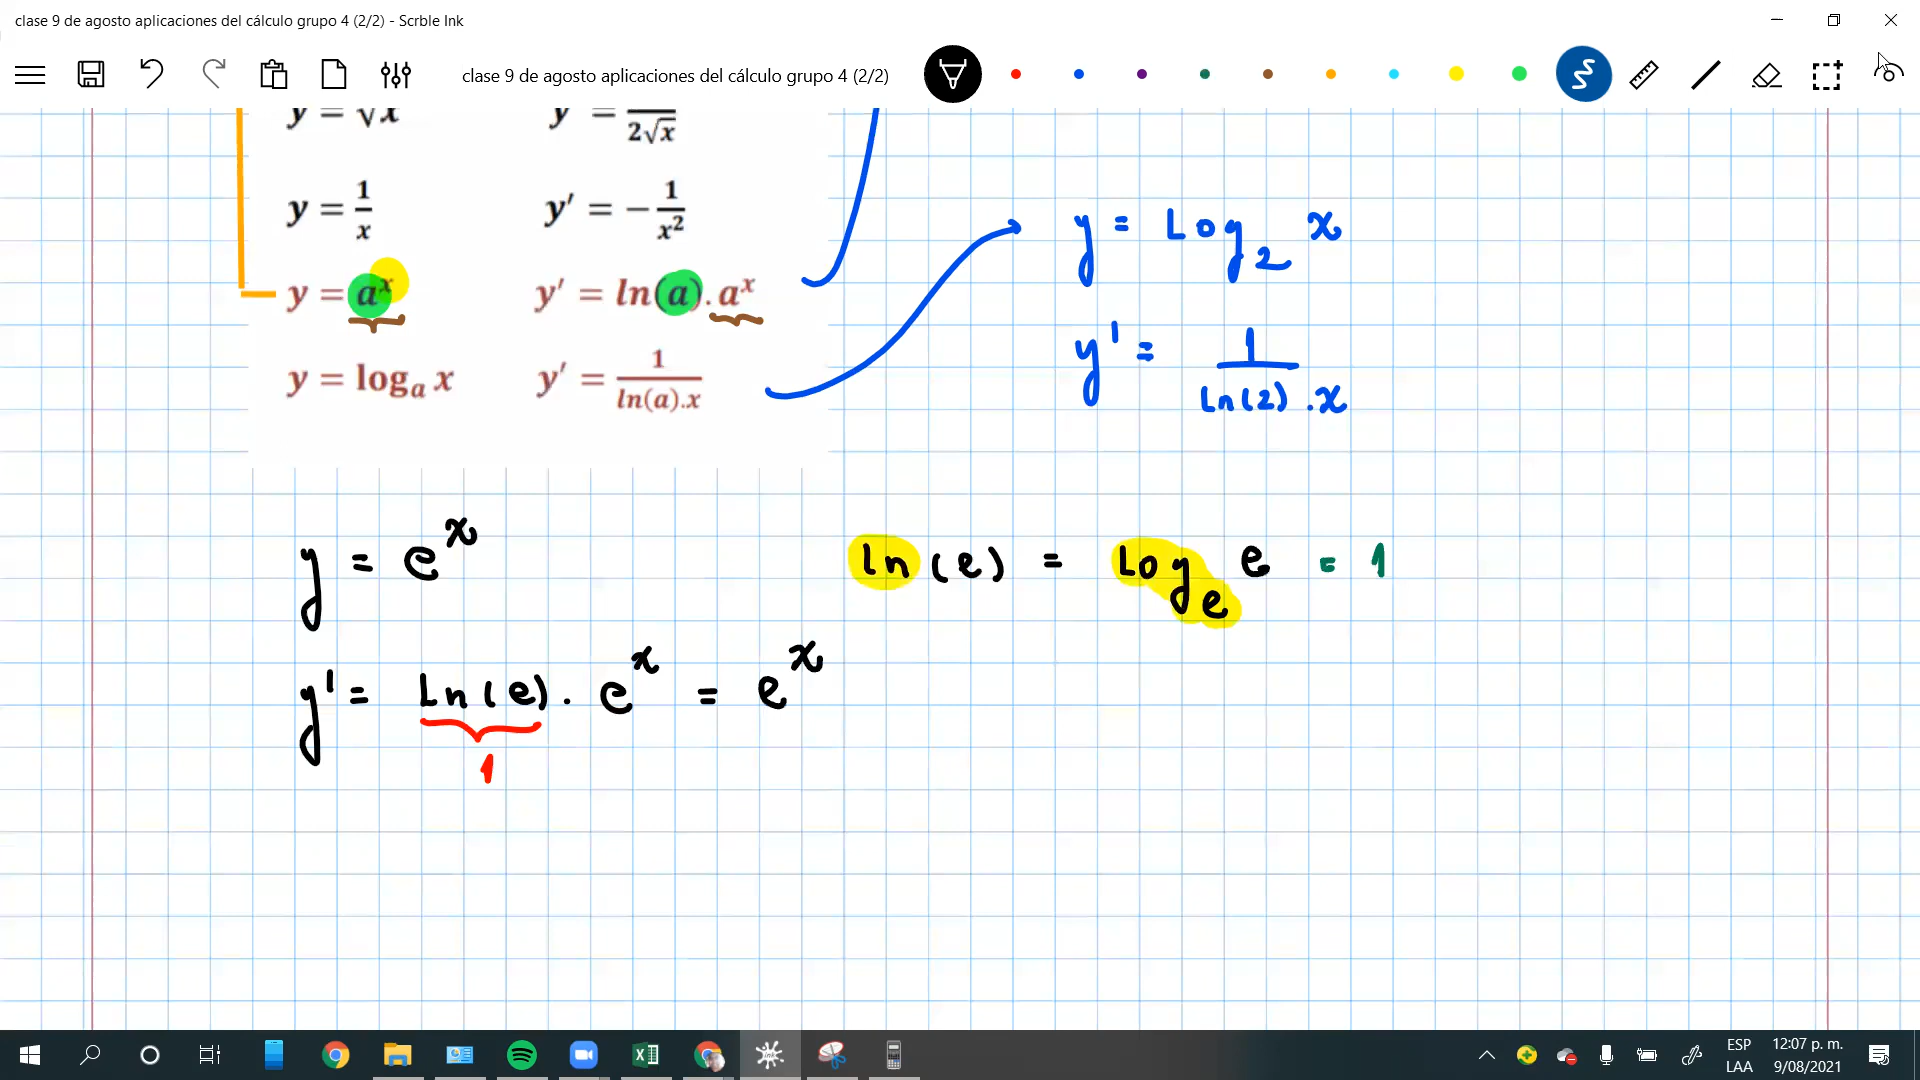 clase 9 de agosto aplicaciones del cálculo grupo 4 (2/2) - Scrble Ink
clase 9 de agosto aplicaciones del cálculo grupo 4 (2/2)
y = √x y' = 2√x
y = 1/x y' = - 1/x²
y = aˣ y' = ln(a).aˣ
y = logₐ x y' = 1/ln(a).x
y = Log₂ x
y' = 1/Ln(2).x
y = eˣ
ln(e) = Logₑ e = 1
y' = Ln(e). eˣ = eˣ
1
ESP
LAA
12:07 p. m.
9/08/2021